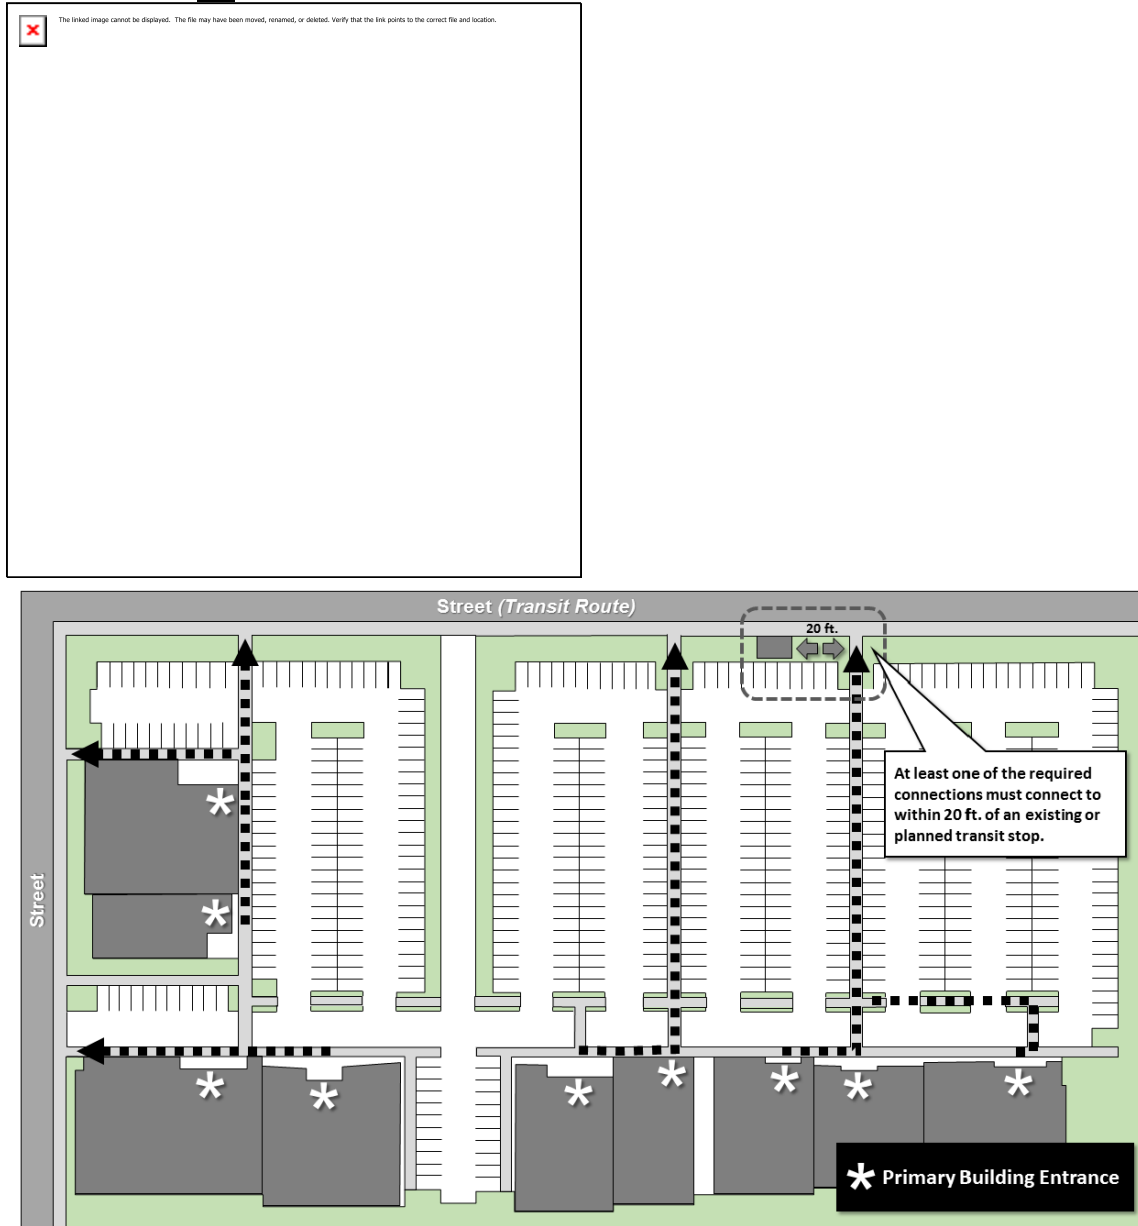 The linked image cannot be displayed. The file may have been moved, renamed, or deleted. Verify that the link points to the correct file and location.
Street (Transit Route)
20 ft.
At least one of the required
connections must connect to
within 20 ft. of an existing or
planned transit stop.
Street
* Primary Building Entrance